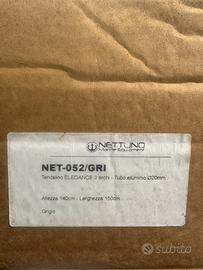 NETTUNO
Marine Equipment
NET-052/GRI
Tendalino ELEGANCE 3 archi - Tubo alluminio Ø20mm
Altezza 140cm - Larghezza 150cm
Grigio
subito